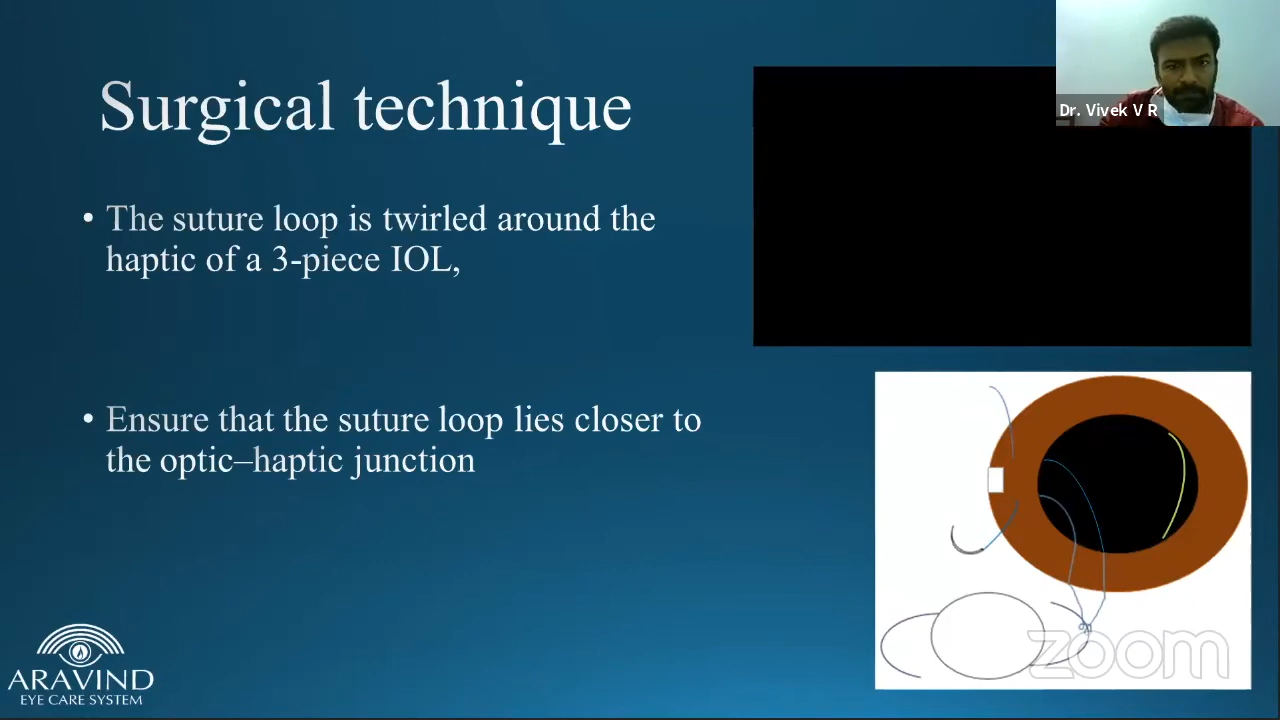 Surgical technique
Dr. Vivek V R
• The suture loop is twirled around the
haptic of a 3-piece IOL,
• Ensure that the suture loop lies closer to
the optic–haptic junction
zoom
ARAVIND
EYE CARE SYSTEM